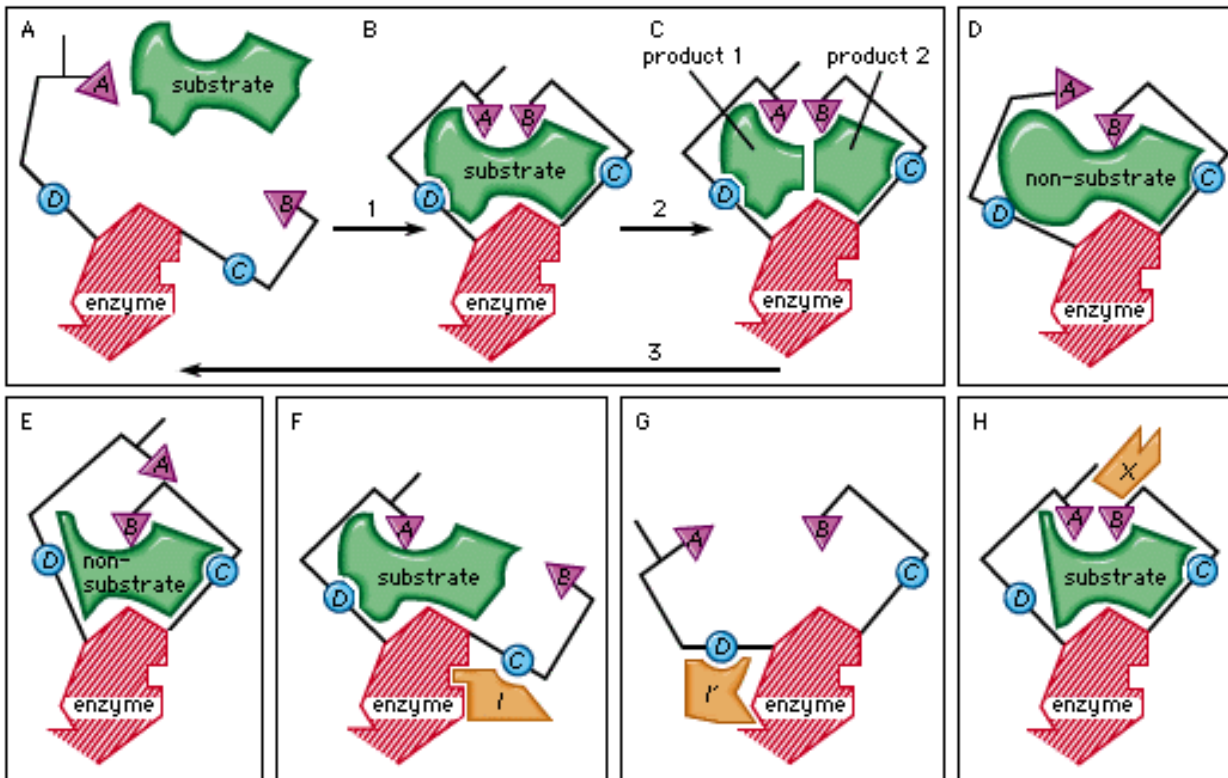 A
B
C
D
product 1
product 2
A
substrate
A
B
A
B
A
B
substrate
non-substrate
D
B
D
C
D
C
D
C
1
2
C
enzyme
enzyme
enzyme
enzyme
3
E
F
G
H
A
X
B
A
A
B
A
B
D
non-
substrate
C
substrate
B
D
C
substrate
C
D
C
D
D
I
I'
enzyme
enzyme
enzyme
enzyme